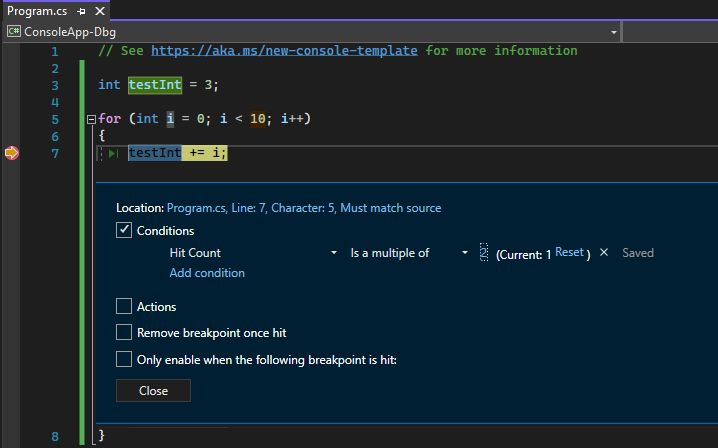 Program.cs
C# ConsoleApp-Dbg
1 // See https://aka.ms/new-console-template for more information
2
3 int testInt = 3;
4
5 for (int i = 0; i < 10; i++)
6 {
7 testInt += i;
Location: Program.cs, Line: 7, Character: 5, Must match source
Conditions
Hit Count Is a multiple of 2 (Current: 1 Reset ) Saved
Add condition
Actions
Remove breakpoint once hit
Only enable when the following breakpoint is hit:
Close
8 }